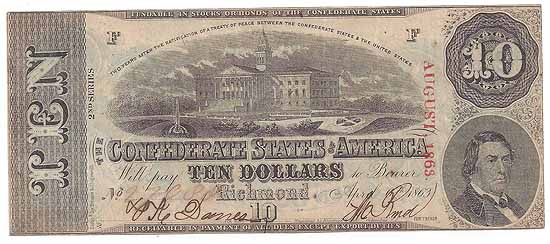 FUNDABLE IN STOCKS OR BONDS OF THE CONFEDERATE STATES
TWO YEARS AFTER THE RATIFICATION OF A TREATY OF PEACE BETWEEN THE CONFEDERATE STATES & THE UNITED STATES
F F
TEN
2ND SERIES
10
AUGUST, 1863
THE CONFEDERATE STATES OF AMERICA
Will pay TEN DOLLARS to Bearer
No Richmond April 6th 1863
10
RECEIVABLE IN PAYMENT OF ALL DUES EXCEPT EXPORT DUTIES